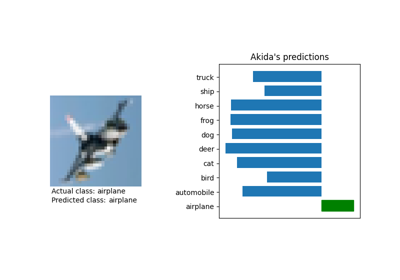 Akida's predictions
truck
ship
horse
frog
dog
deer
cat
bird
automobile
airplane
Actual class: airplane
Predicted class: airplane